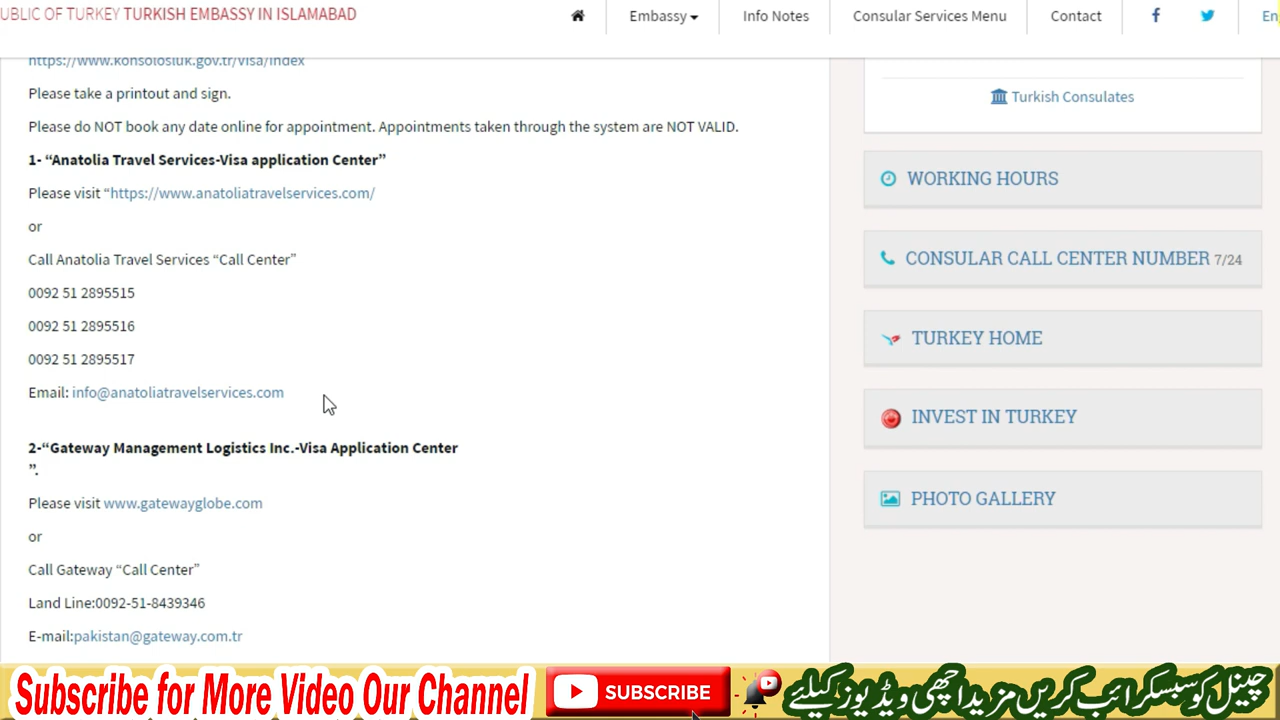 UBLIC OF TURKEY TURKISH EMBASSY IN ISLAMABAD
Embassy
Info Notes
Consular Services Menu
Contact
En
https://www.konsolosluk.gov.tr/Visa/Index
Please take a printout and sign.
Please do NOT book any date online for appointment. Appointments taken through the system are NOT VALID.
1- “Anatolia Travel Services-Visa application Center”
Please visit “https://www.anatoliatravelservices.com/
or
Call Anatolia Travel Services “Call Center”
0092 51 2895515
0092 51 2895516
0092 51 2895517
Email: info@anatoliatravelservices.com
2-“Gateway Management Logistics Inc.-Visa Application Center
”.
Please visit www.gatewayglobe.com
or
Call Gateway “Call Center”
Land Line:0092-51-8439346
E-mail:pakistan@gateway.com.tr
Turkish Consulates
WORKING HOURS
CONSULAR CALL CENTER NUMBER 7/24
TURKEY HOME
INVEST IN TURKEY
PHOTO GALLERY
Subscribe for More Video Our Channel
SUBSCRIBE
چینل کو سبسکرائب کریں مزید اچھی ویڈیوز کیلئے